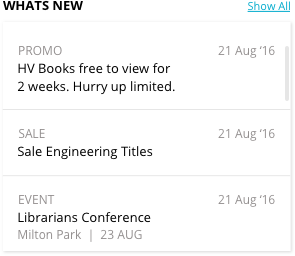 WHATS NEW Show All
PROMO 21 Aug ‘16
HV Books free to view for
2 weeks. Hurry up limited.
SALE 21 Aug ‘16
Sale Engineering Titles
EVENT 21 Aug ‘16
Librarians Conference
Milton Park | 23 AUG